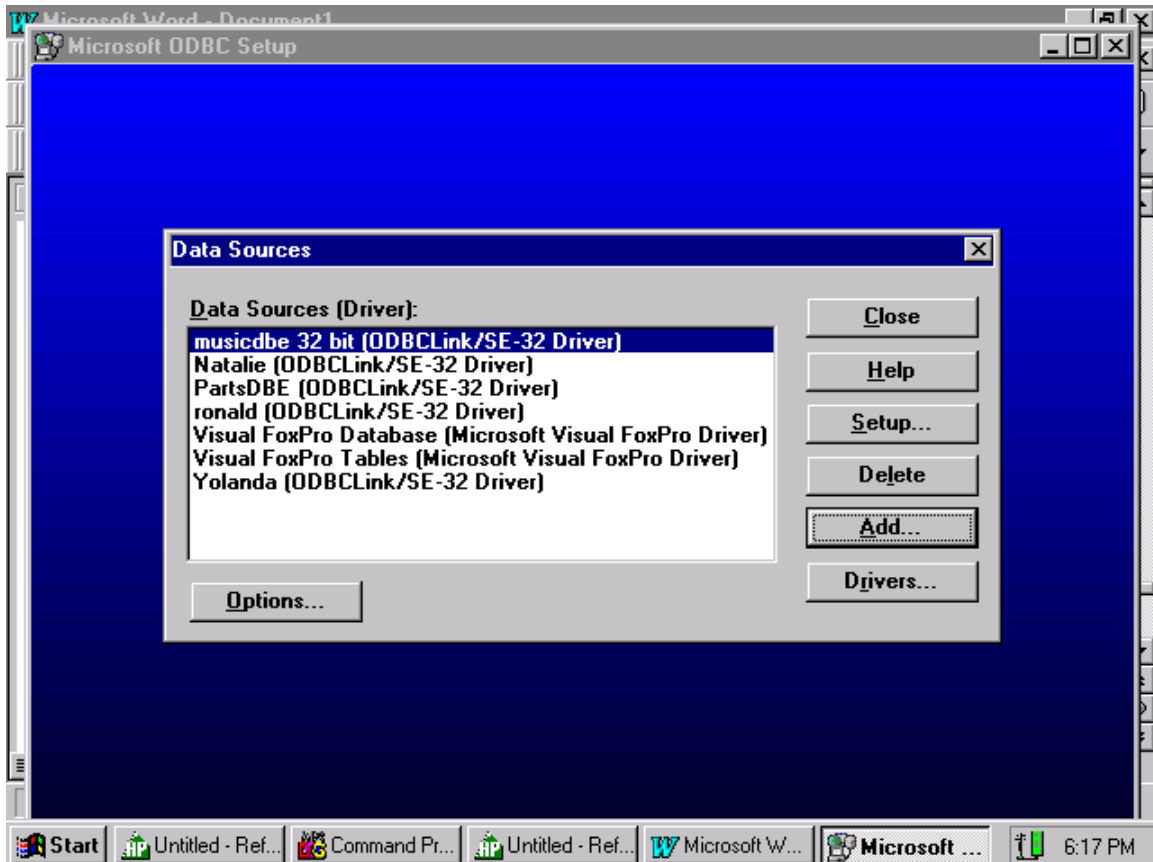 Microsoft Word - Document1
Microsoft ODBC Setup
Data Sources
Data Sources (Driver):
musicdbe 32 bit (ODBCLink/SE-32 Driver)
Natalie (ODBCLink/SE-32 Driver)
PartsDBE (ODBCLink/SE-32 Driver)
ronald (ODBCLink/SE-32 Driver)
Visual FoxPro Database (Microsoft Visual FoxPro Driver)
Visual FoxPro Tables (Microsoft Visual FoxPro Driver)
Yolanda (ODBCLink/SE-32 Driver)
Close
Help
Setup...
Delete
Add...
Drivers...
Options...
Start
Untitled - Ref...
Command Pr...
Untitled - Ref...
Microsoft W...
Microsoft ...
6:17 PM